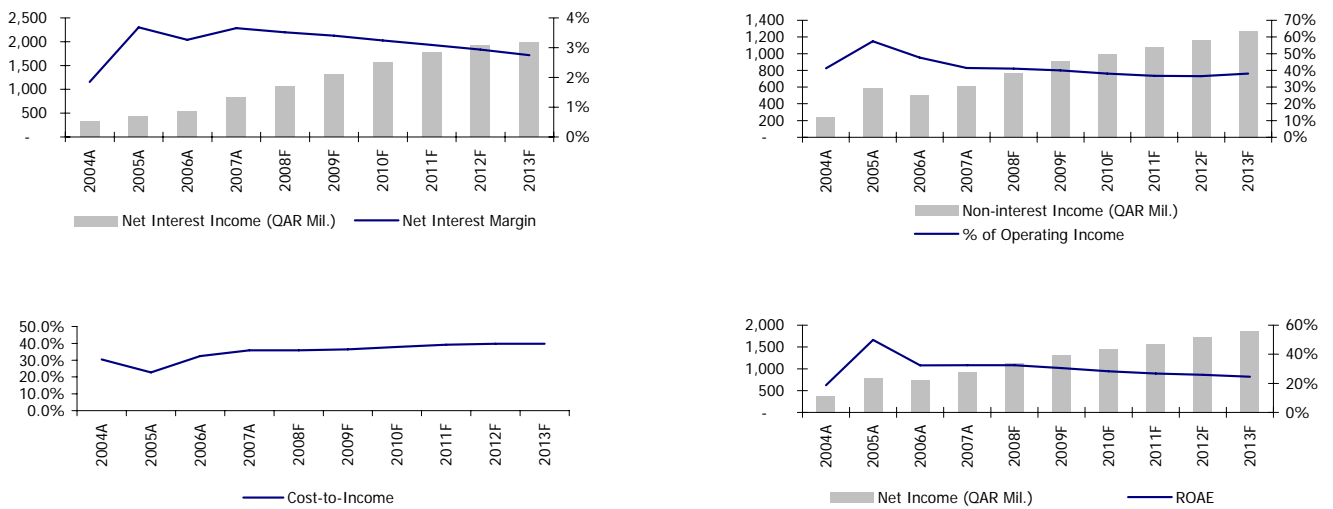 2,500
2,000
1,500
1,000
500
-
4%
3%
2%
1%
0%
2004A
2005A
2006A
2007A
2008F
2009F
2010F
2011F
2012F
2013F
Net Interest Income (QAR Mil.)
Net Interest Margin
1,400
1,200
1,000
800
600
400
200
-
70%
60%
50%
40%
30%
20%
10%
0%
2004A
2005A
2006A
2007A
2008F
2009F
2010F
2011F
2012F
2013F
Non-interest Income (QAR Mil.)
% of Operating Income
50.0%
40.0%
30.0%
20.0%
10.0%
0.0%
2004A
2005A
2006A
2007A
2008F
2009F
2010F
2011F
2012F
2013F
Cost-to-Income
2,000
1,500
1,000
500
-
60%
40%
20%
0%
2004A
2005A
2006A
2007A
2008F
2009F
2010F
2011F
2012F
2013F
Net Income (QAR Mil.)
ROAE